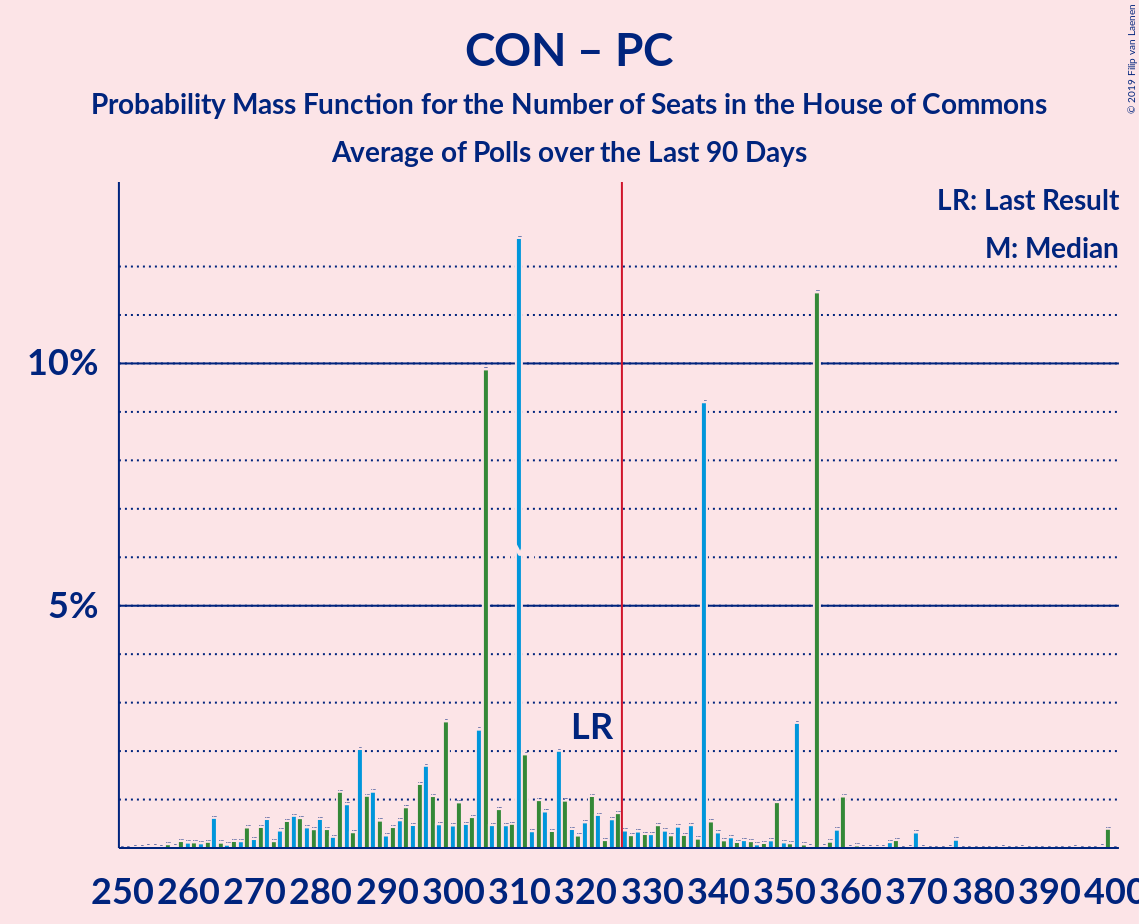 CON – PC
Probability Mass Function for the Number of Seats in the House of Commons
Average of Polls over the Last 90 Days
© 2019 Filip van Laenen
LR: Last Result
M: Median
10%
5%
LR
250 260 270 280 290 300 310 320 330 340 350 360 370 380 390 400